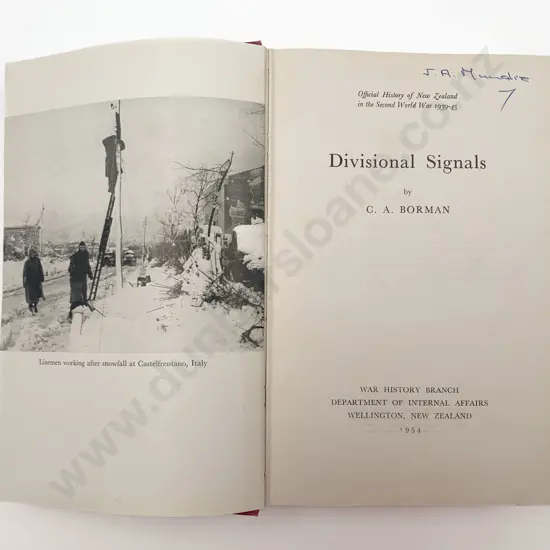 Linemen working after snowfall at Castelfrentano, Italy
J. A.
7
Official History of New Zealand
in the Second World War 1939-45
Divisional Signals
by
C. A. BORMAN
WAR HISTORY BRANCH
DEPARTMENT OF INTERNAL AFFAIRS
WELLINGTON, NEW ZEALAND
1954